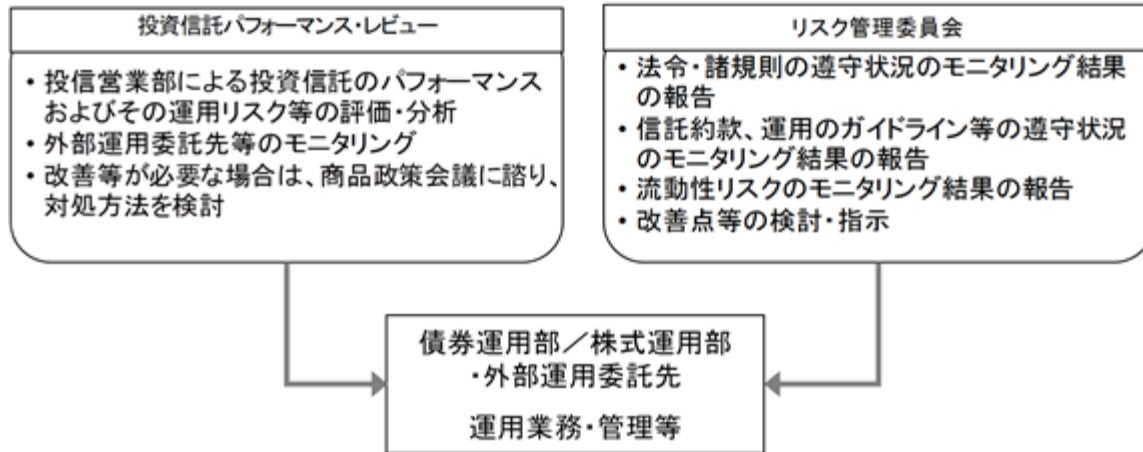 投資信託パフォーマンス・レビュー
・投信営業部による投資信託のパフォーマンス
およびその運用リスク等の評価・分析
・外部運用委託先等のモニタリング
・改善等が必要な場合は、商品政策会議に諮り、
対処方法を検討
リスク管理委員会
・法令・諸規則の遵守状況のモニタリング結果
の報告
・信託約款、運用のガイドライン等の遵守状況
のモニタリング結果の報告
・流動性リスクのモニタリング結果の報告
・改善点等の検討・指示
債券運用部／株式運用部
・外部運用委託先
運用業務・管理等